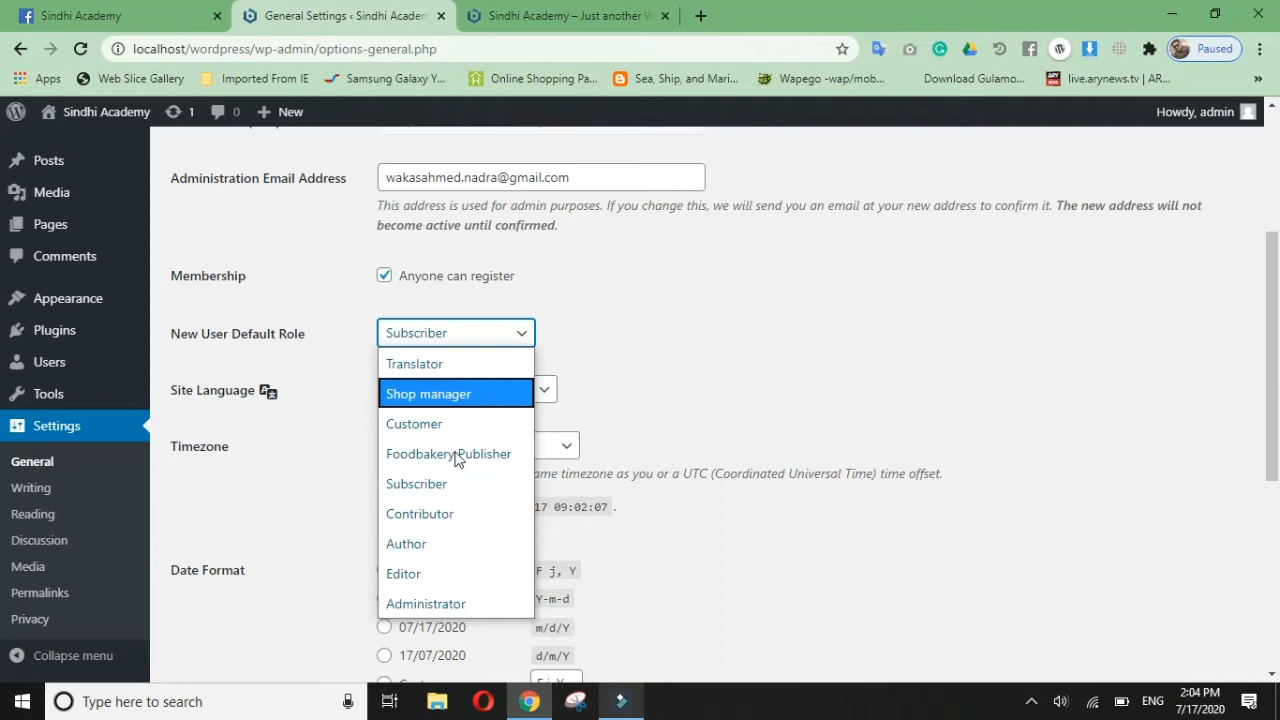 Sindhi Academy
General Settings ‹ Sindhi Academ
Sindhi Academy – Just another W
localhost/wordpress/wp-admin/options-general.php
Paused
Apps
Web Slice Gallery
Imported From IE
Samsung Galaxy Y...
Online Shopping Pa...
Sea, Ship, and Mari...
Wapego -wap/mob...
Download Gulamo...
live.arynews.tv | AR...
»
Sindhi Academy
1
0
New
Howdy, admin
Posts
Media
Pages
Comments
Appearance
Plugins
Users
Tools
Settings
General
Writing
Reading
Discussion
Media
Permalinks
Privacy
Collapse menu
Administration Email Address
wakasahmed.nadra@gmail.com
This address is used for admin purposes. If you change this, we will send you an email at your new address to confirm it. The new address will not
become active until confirmed.
Membership
Anyone can register
New User Default Role
Subscriber
Translator
Shop manager
Customer
Foodbakery Publisher
Subscriber
Contributor
Author
Editor
Administrator
Site Language
Timezone
ame timezone as you or a UTC (Coordinated Universal Time) time offset.
17 09:02:07 .
Date Format
F j, Y
Y-m-d
07/17/2020
m/d/Y
17/07/2020
d/m/Y
Type here to search
ENG
2:04 PM
7/17/2020